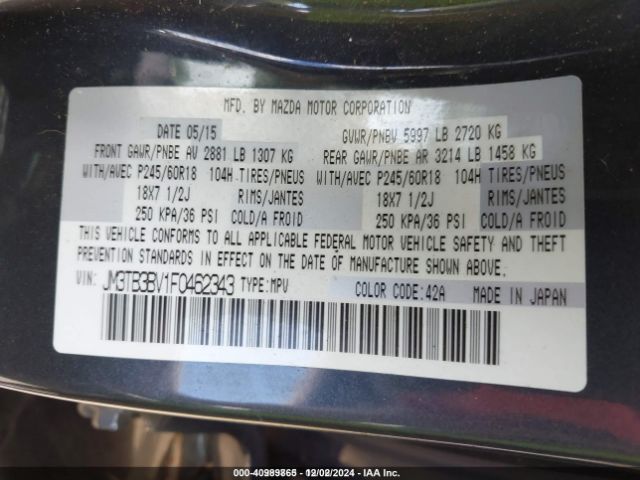 MFD. BY MAZDA MOTOR CORPORATION
DATE 05/15 GVWR/PNBV 5997 LB 2720 KG
FRONT GAWR/PNBE AV 2881 LB 1307 KG REAR GAWR/PNBE AR 3214 LB 1458 KG
WITH/AVEC P245/60R18 104H TIRES/PNEUS WITH/AVEC P245/60R18 104H TIRES/PNEUS
18X7 1/2J RIMS/JANTES 18X7 1/2J RIMS/JANTES
250 KPA/36 PSI COLD/A FROID 250 KPA/36 PSI COLD/A FROID
THIS VEHICLE CONFORMS TO ALL APPLICABLE FEDERAL MOTOR VEHICLE SAFETY AND THEFT
PREVENTION STANDARDS IN EFFECT ON THE DATE OF MANUFACTURE SHOWN ABOVE.
VIN: JM3TB3BV1F0462343 TYPE:MPV COLOR CODE:42A MADE IN JAPAN
- IAA Inc.